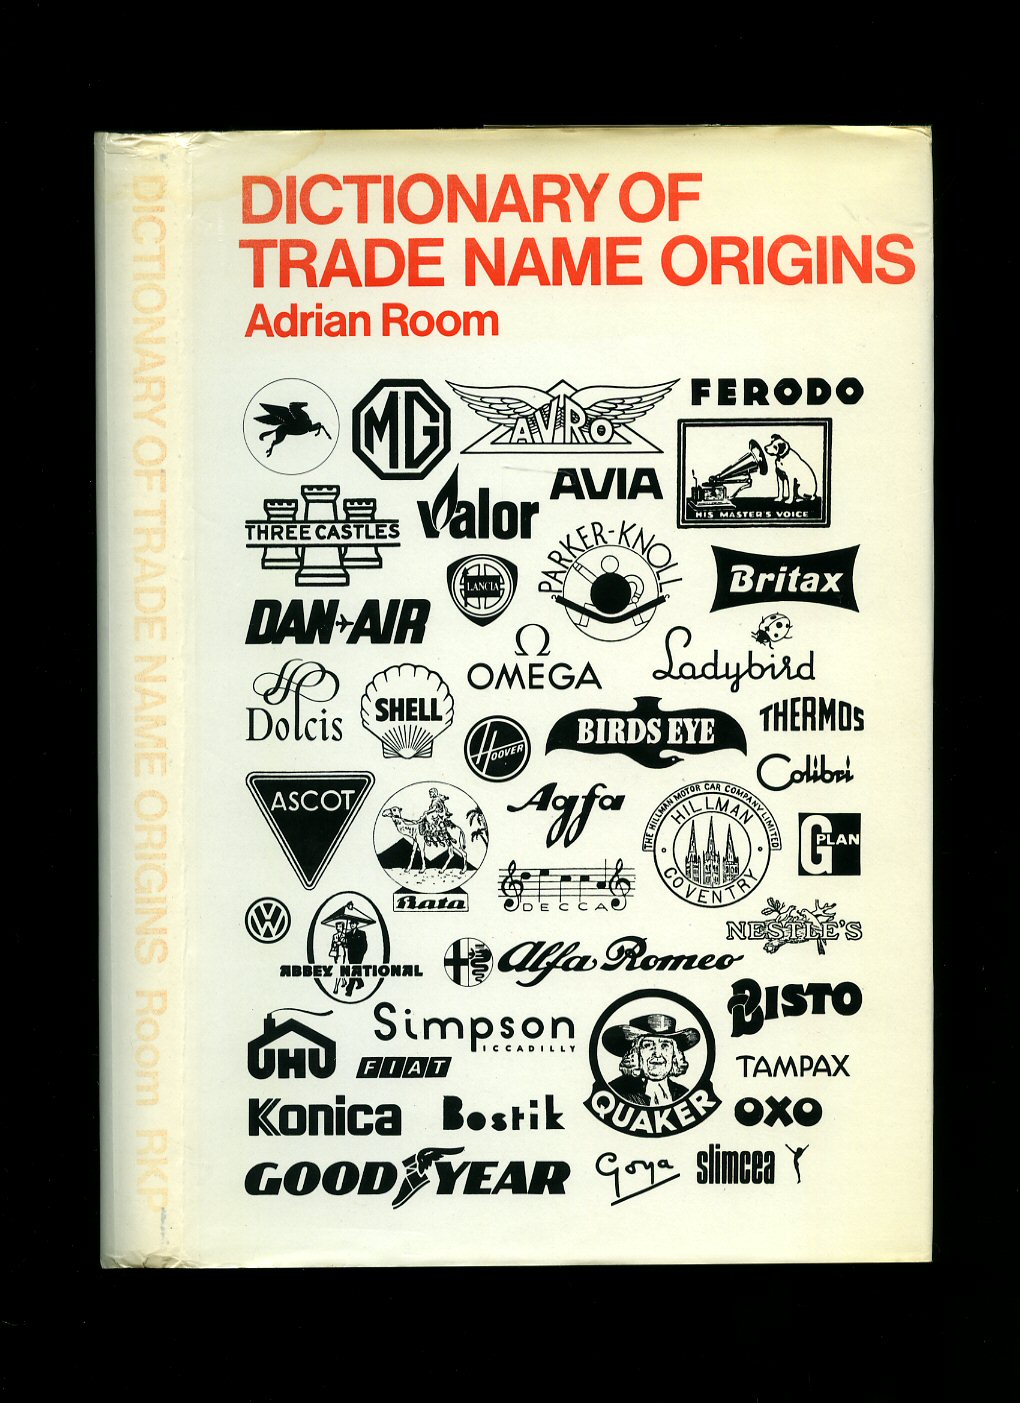 DICTIONARY OF TRADE NAME ORIGINS Room RKP
DICTIONARY OF
TRADE NAME ORIGINS
Adrian Room
MG
AVRO
FERODO
HIS MASTER'S VOICE
AVIA
Valor
THREE CASTLES
PARKER-KNOLL
LANCIA
Britax
DAN-AIR
OMEGA
Ladybird
Dolcis
SHELL
HOOVER
BIRDS EYE
THERMOS
Colibri
ASCOT
Agfa
THE HILLMAN MOTOR CAR COMPANY LIMITED
HILLMAN
COVENTRY
G PLAN
Bata
DECCA
VW
ABBEY NATIONAL
NESTLE'S
Alfa Romeo
BISTO
Simpson
PICCADILLY
UHU
FIAT
QUAKER
TAMPAX
Konica
Bostik
OXO
GOOD YEAR
Goya
slimcea